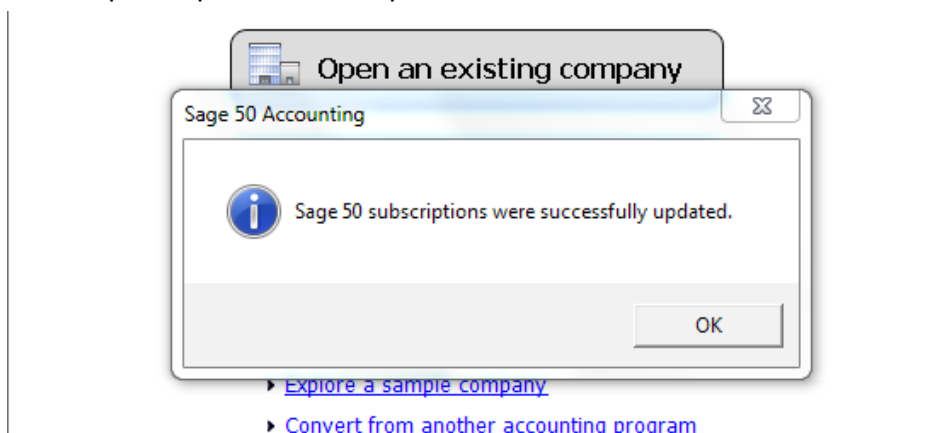 Open an existing company
Sage 50 Accounting
Sage 50 subscriptions were successfully updated.
OK
Explore a sample company
Convert from another accounting program